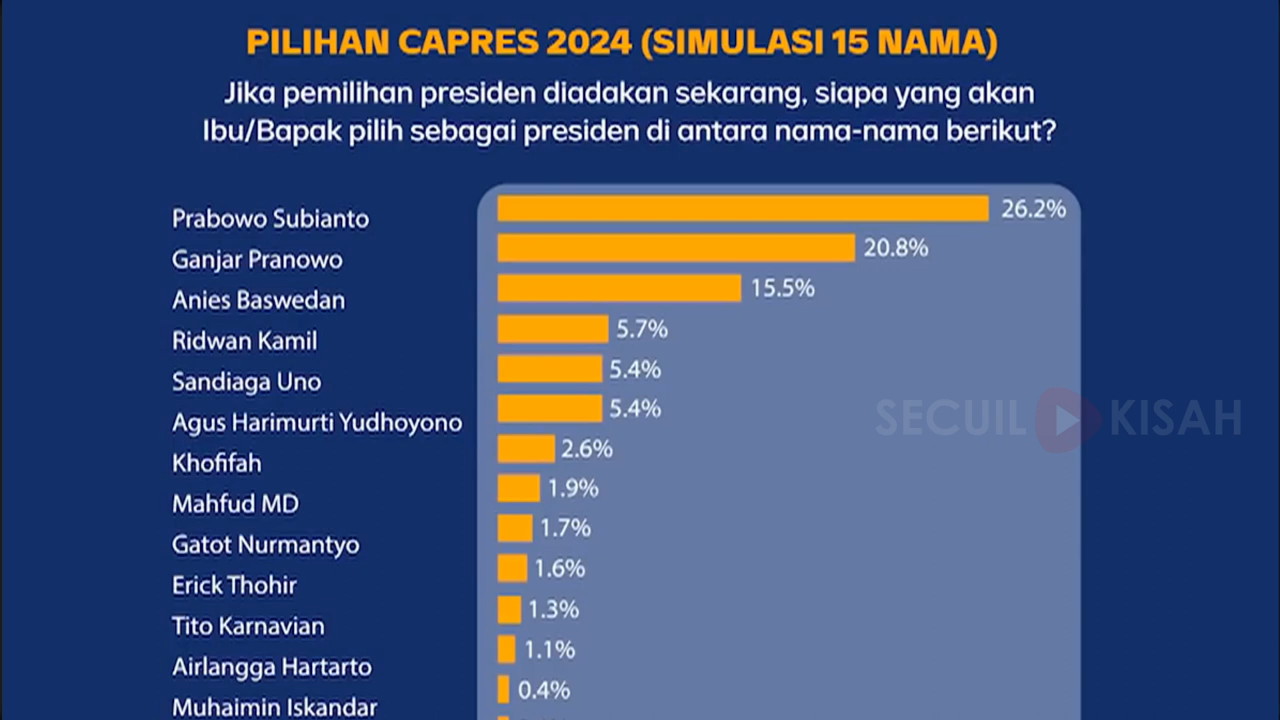 PILIHAN CAPRES 2024 (SIMULASI 15 NAMA)
Jika pemilihan presiden diadakan sekarang, siapa yang akan
Ibu/Bapak pilih sebagai presiden di antara nama-nama berikut?
Prabowo Subianto 26.2%
Ganjar Pranowo 20.8%
Anies Baswedan 15.5%
Ridwan Kamil 5.7%
Sandiaga Uno 5.4%
Agus Harimurti Yudhoyono 5.4%
SECUIL KISAH
Khofifah 2.6%
Mahfud MD 1.9%
Gatot Nurmantyo 1.7%
Erick Thohir 1.6%
Tito Karnavian 1.3%
Airlangga Hartarto 1.1%
Muhaimin Iskandar 0.4%